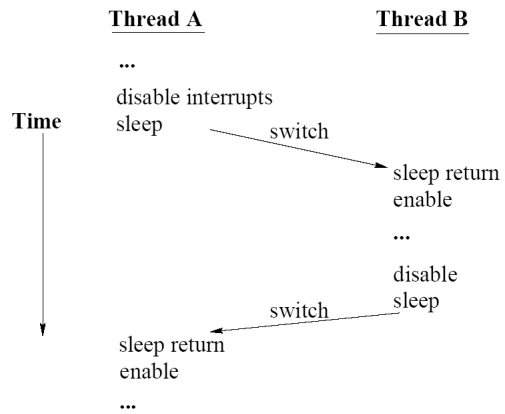 Thread A
Thread B
...
disable interrupts
Time
sleep
switch
sleep return
enable
...
disable
sleep
switch
sleep return
enable
...